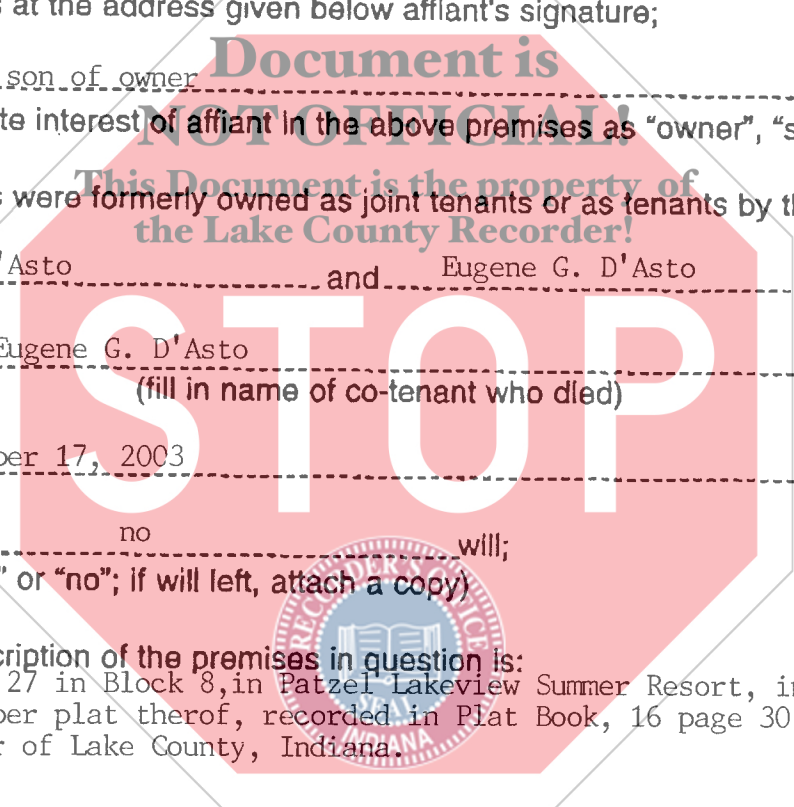 at the address given below affiant's signature;
Document is
son of owner
NOT OFFICIAL!
interest of affiant in the above premises as "owner",
This Document is the property of
were formerly owned as joint tenants or as tenants by
the Lake County Recorder!
'Asto and Eugene G. D'Asto
STOP
Eugene G. D'Asto
(fill in name of co-tenant who died)
ber 17, 2003
no will;
" or "no"; if will left, attach a copy)
RECORDER'S OFFICE
SEAL
INDIANA
cription of the premises in question is:
27 in Block 8,in Patzel Lakeview Summer Resort, in
per plat therof, recorded in Plat Book, 16 page 30
r of Lake County, Indiana.